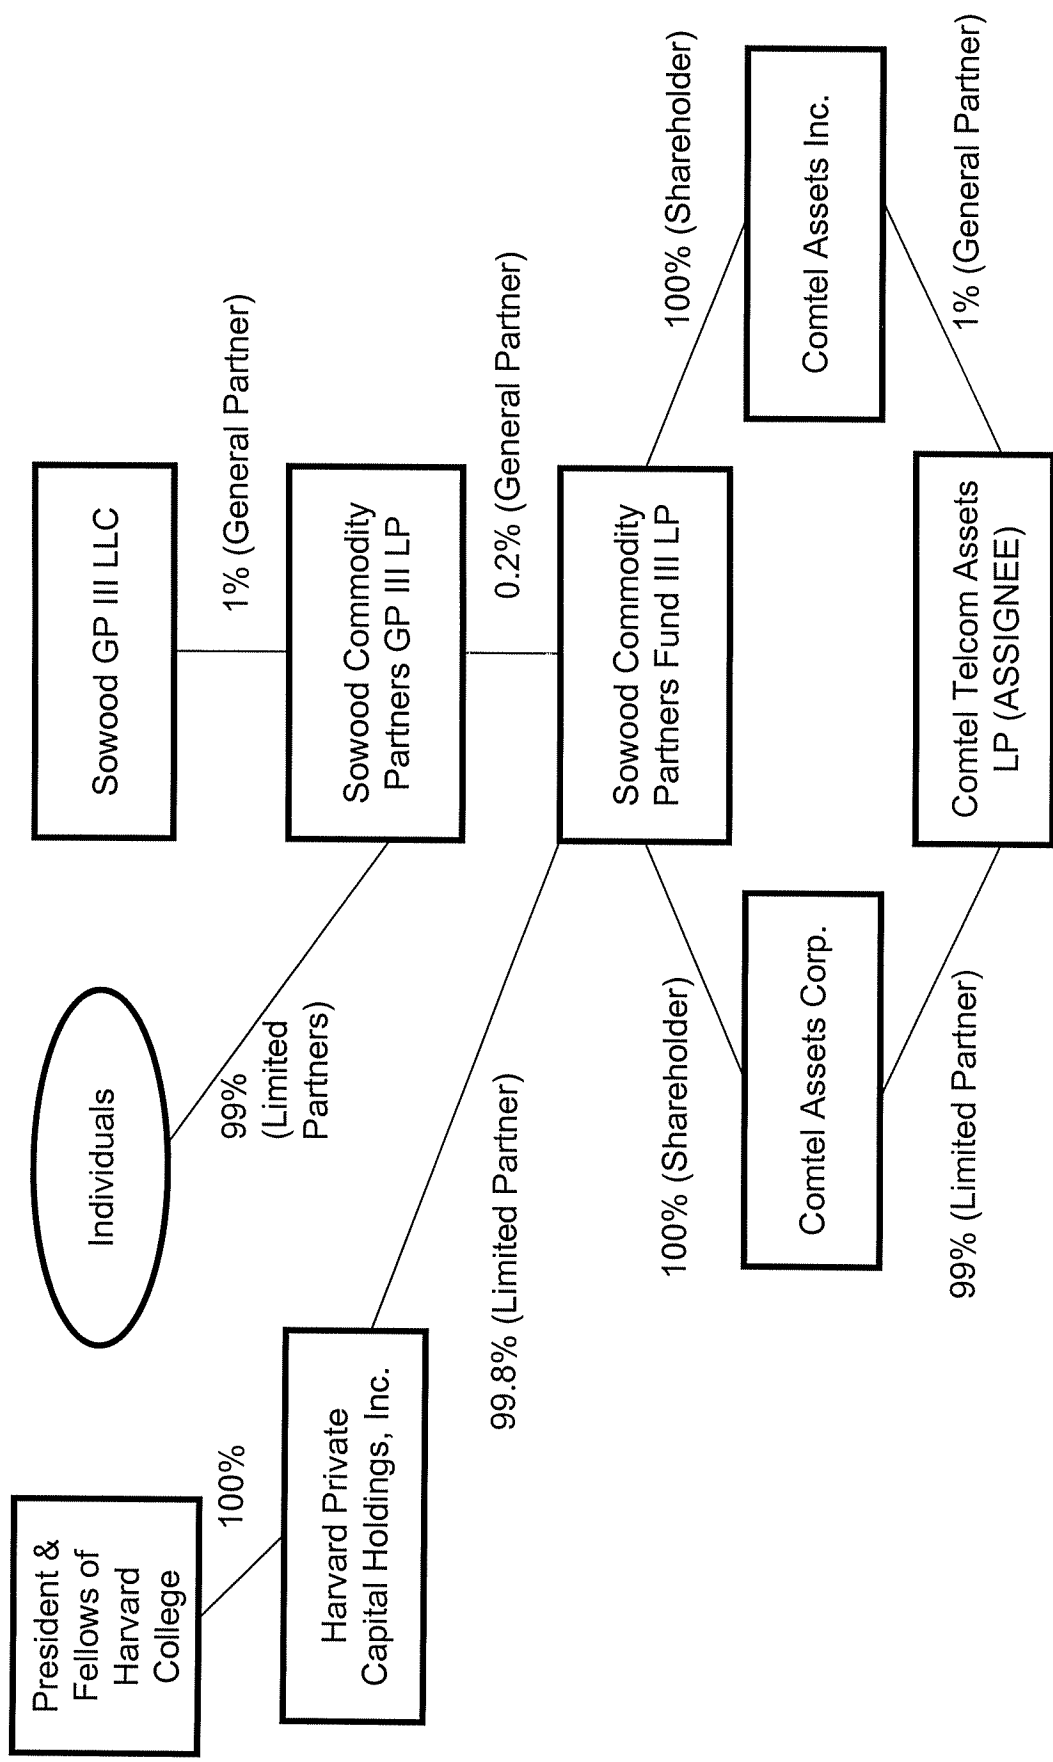 President &
Fellows of
Harvard
College
Individuals
Sowood GP III LLC
100%
99%
(Limited
Partners)
1% (General Partner)
Harvard Private
Capital Holdings, Inc.
Sowood Commodity
Partners GP III LP
99.8% (Limited Partner)
0.2% (General Partner)
Sowood Commodity
Partners Fund III LP
100% (Shareholder)
100% (Shareholder)
Comtel Assets Corp.
Comtel Assets Inc.
99% (Limited Partner)
1% (General Partner)
Comtel Telcom Assets
LP (ASSIGNEE)